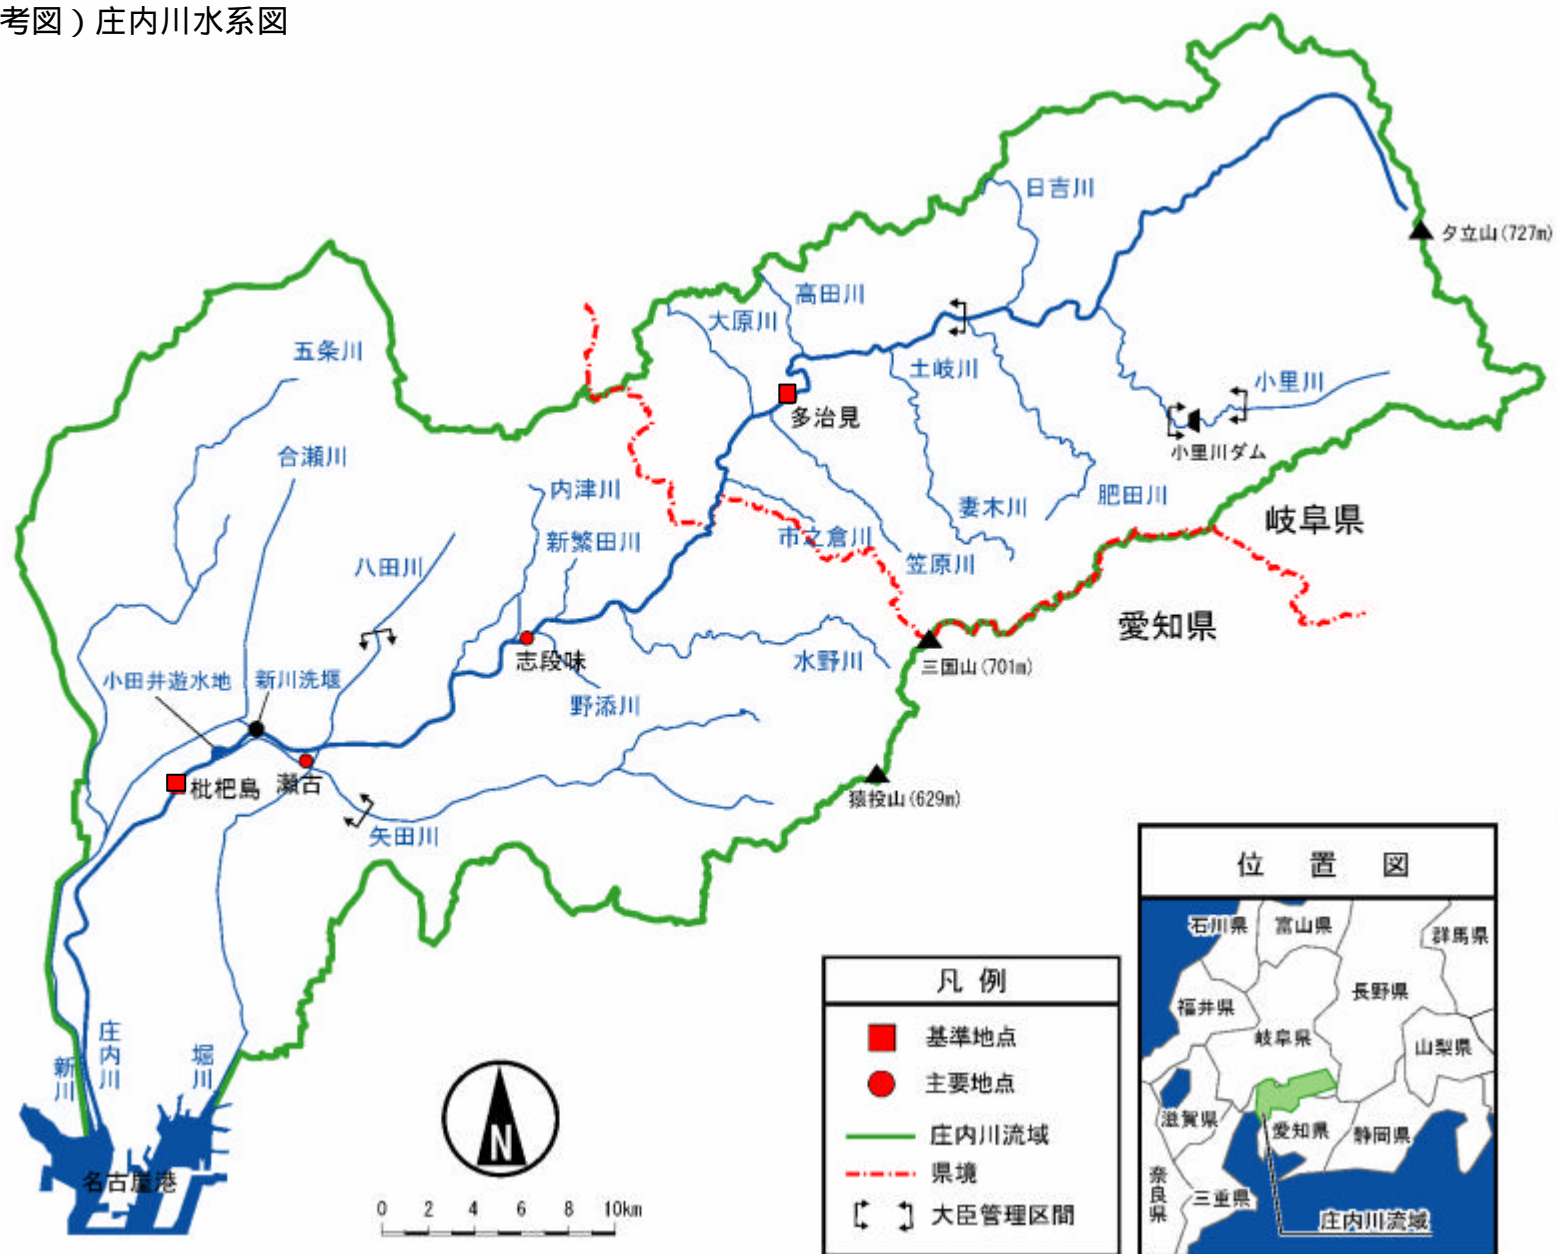 考図）庄内川水系図
日吉川
夕立山(727m)
高田川
大原川
五条川
土岐川
小里川
多治見
小里川ダム
合瀬川
内津川
肥田川
妻木川
岐阜県
新繁田川
市之倉川
八田川
笠原川
愛知県
志段味
水野川
三国山(701m)
小田井遊水地
新川洗堰
野添川
枇杷島
瀬古
猿投山(629m)
矢田川
庄内川
新川
堀川
名古屋港
N
0 2 4 6 8 10km
凡例
基準地点
主要地点
庄内川流域
県境
大臣管理区間
位置図
石川県
富山県
群馬県
長野県
福井県
岐阜県
山梨県
滋賀県
愛知県
静岡県
奈良県
三重県
庄内川流域